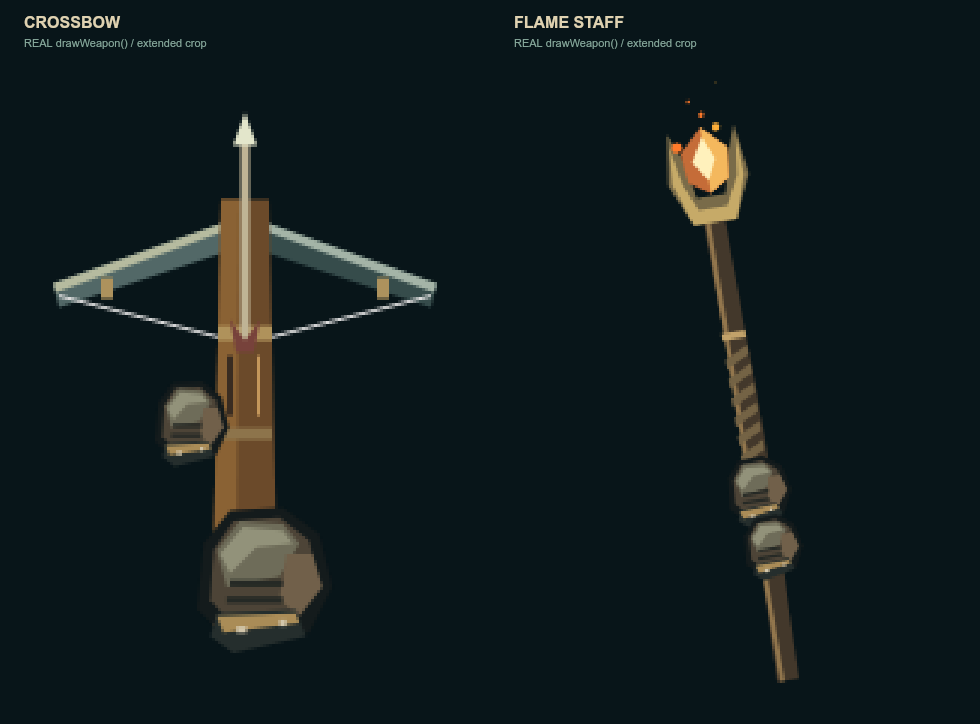 CROSSBOW
REAL drawWeapon() / extended crop
FLAME STAFF
REAL drawWeapon() / extended crop